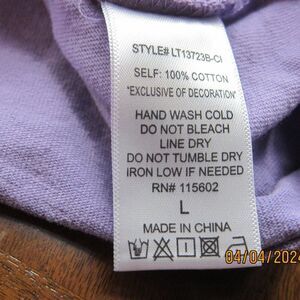 STYLE# LT13723B-CI
SELF: 100% COTTON
*EXCLUSIVE OF DECORATION*
HAND WASH COLD
DO NOT BLEACH
LINE DRY
DO NOT TUMBLE DRY
IRON LOW IF NEEDED
RN# 115602
L
MADE IN CHINA
04/04/2024